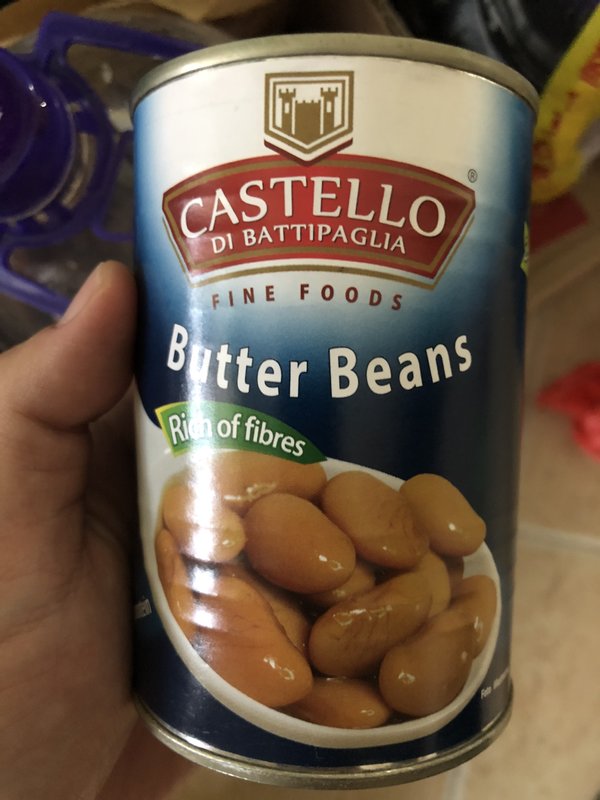 CASTELLO
®
DI BATTIPAGLIA
FINE FOODS
Butter Beans
Rich of fibres